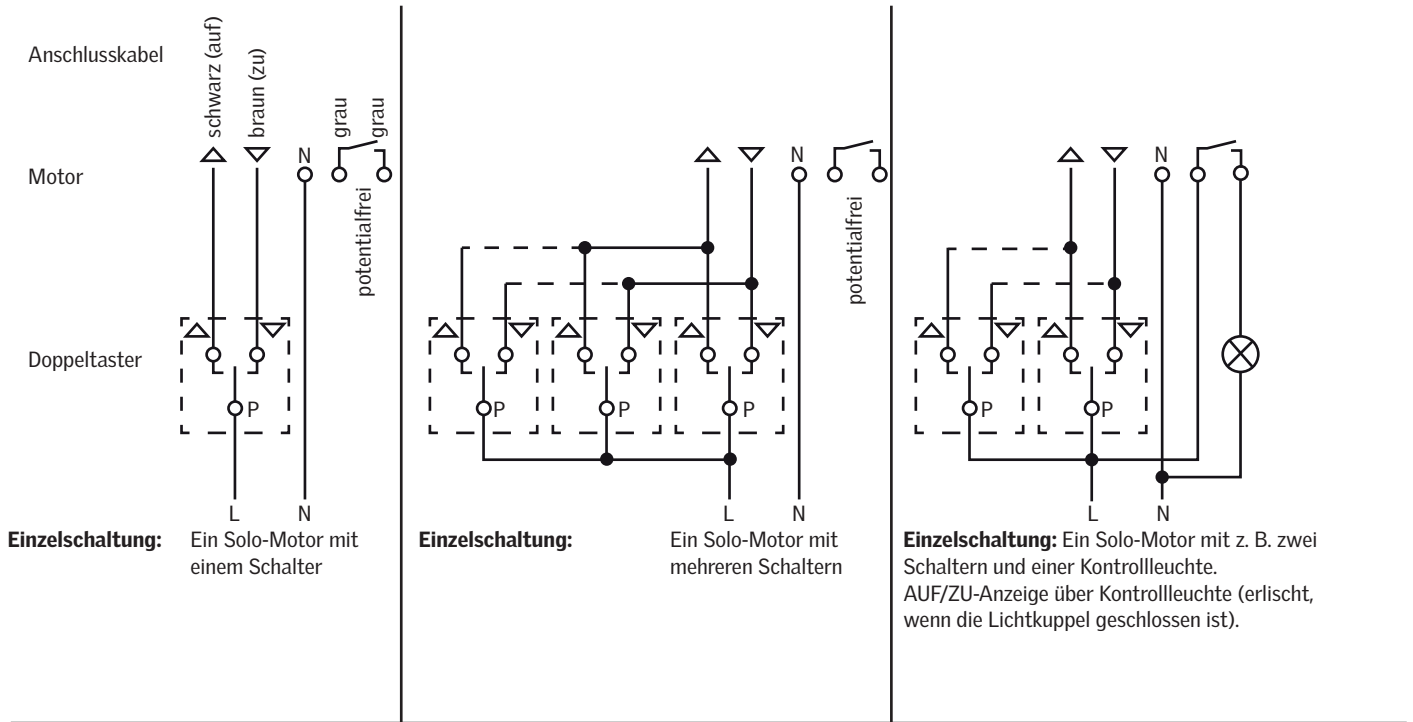 Anschlusskabel
schwarz (auf)
braun (zu)
grau
grau
Motor
N
potentialfrei
Doppeltaster
P
L
N
Einzelschaltung: Ein Solo-Motor mit
einem Schalter
N
potentialfrei
P
P
P
L
N
Einzelschaltung: Ein Solo-Motor mit
mehreren Schaltern
N
P
P
L
N
Einzelschaltung: Ein Solo-Motor mit z. B. zwei
Schaltern und einer Kontrollleuchte.
AUF/ZU-Anzeige über Kontrollleuchte (erlischt,
wenn die Lichtkuppel geschlossen ist).